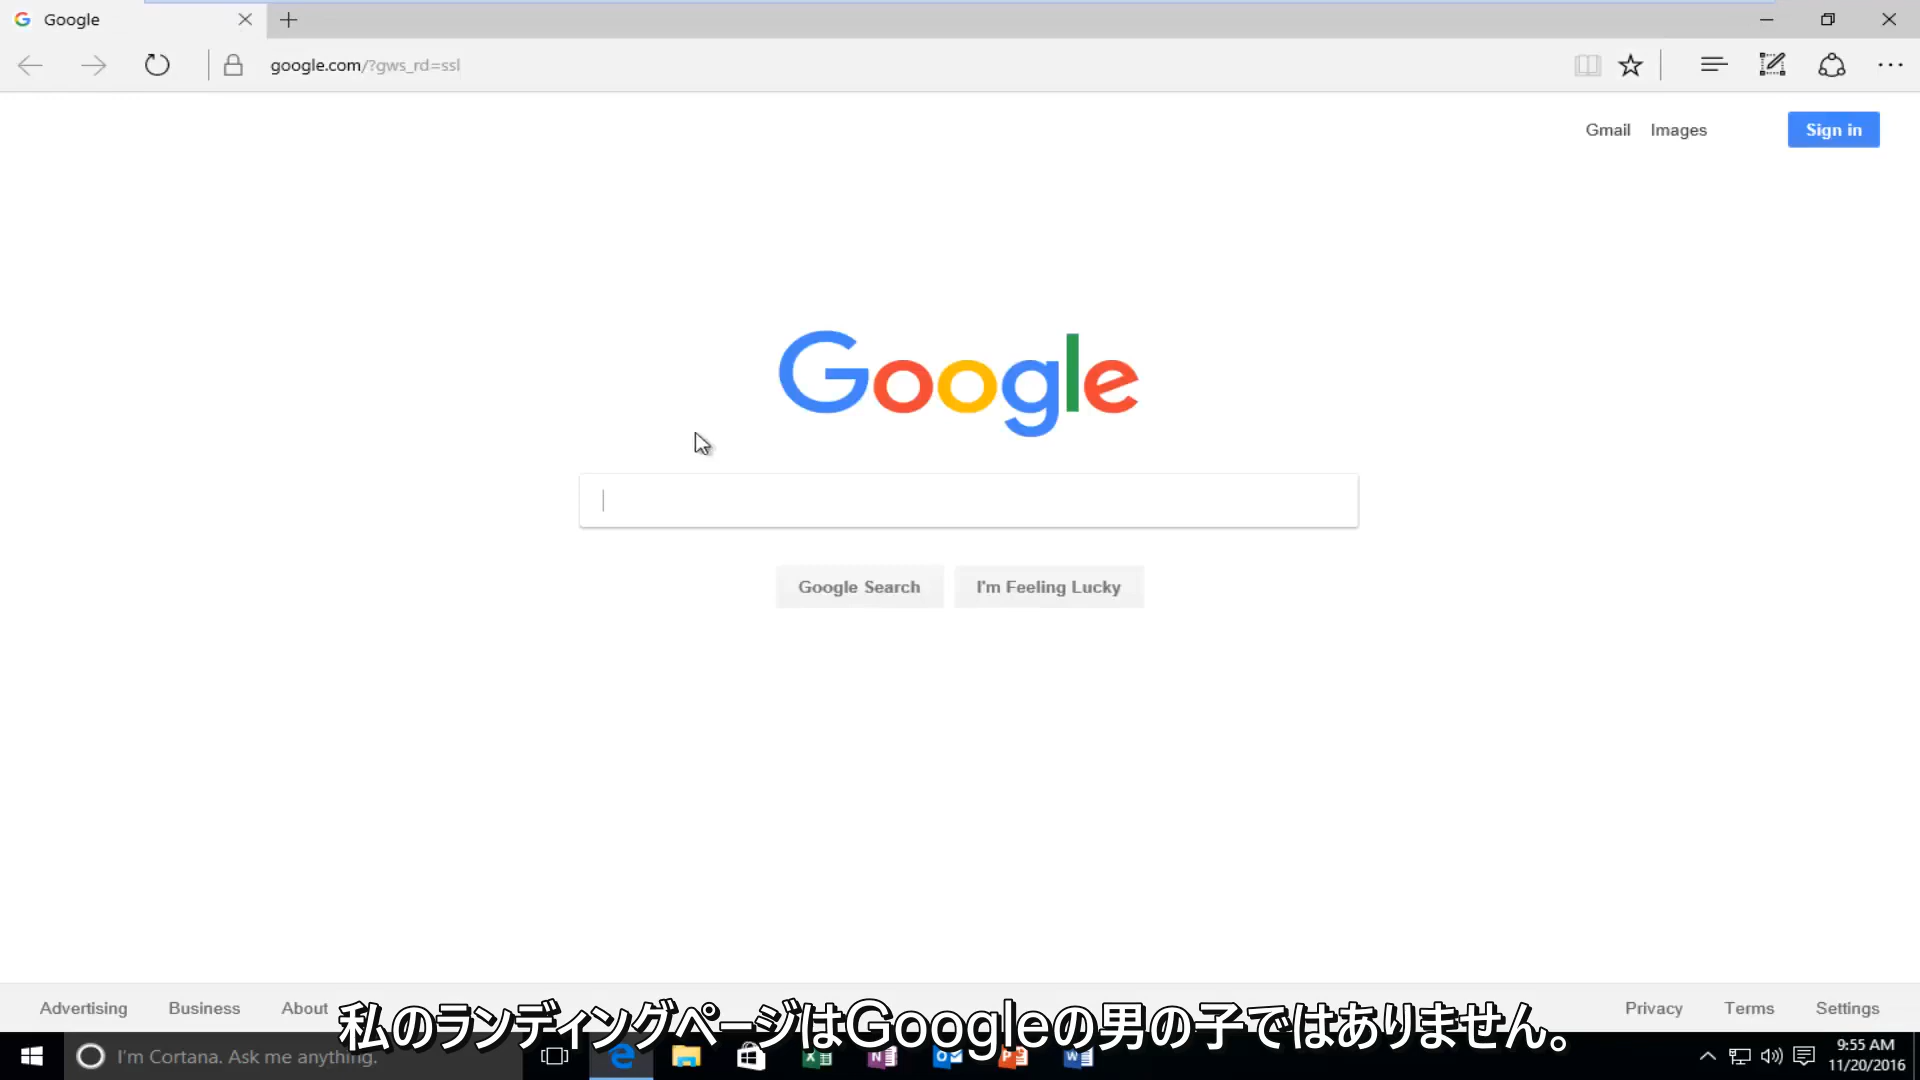 Google
google.com/?gws_rd=ssl
Gmail Images Sign in
Google
Google Search I'm Feeling Lucky
Advertising Business About Privacy Terms Settings
私のランディングページはGoogleの男の子ではありません。
I'm Cortana. Ask me anything.
9:55 AM
11/20/2016